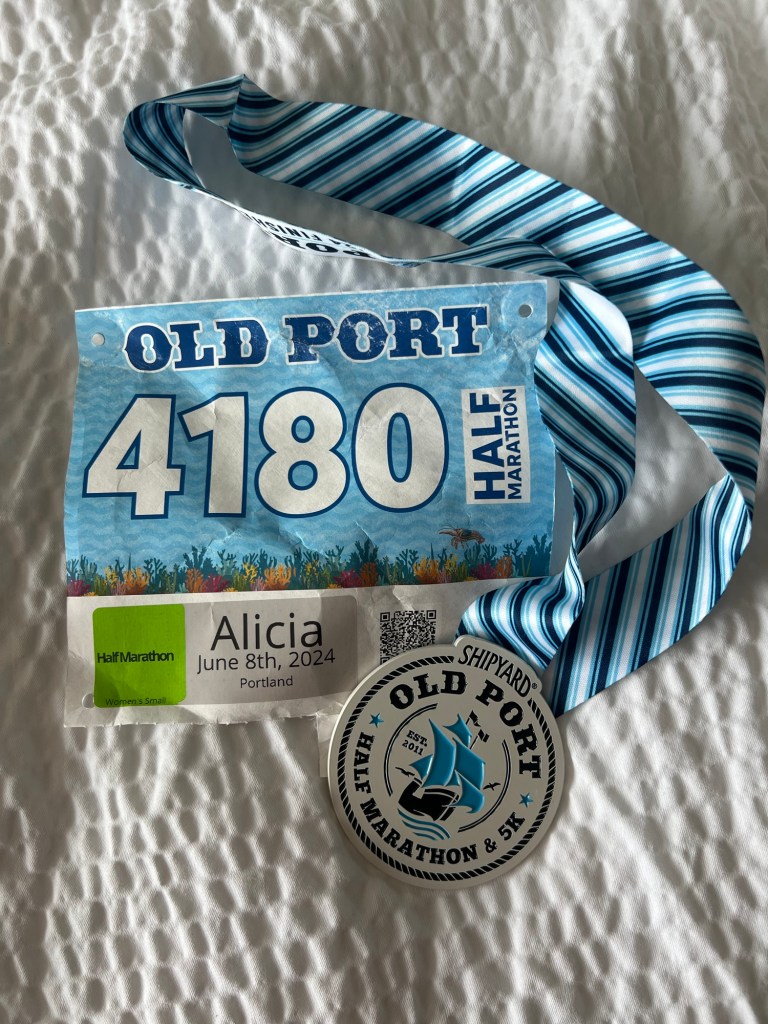 OLD PORT
4180
HALF
MARATHON
Half Marathon
Women's Small
Alicia
June 8th, 2024
Portland
SHIPYARD®
OLD PORT
EST.
2011
HALF MARATHON & 5K